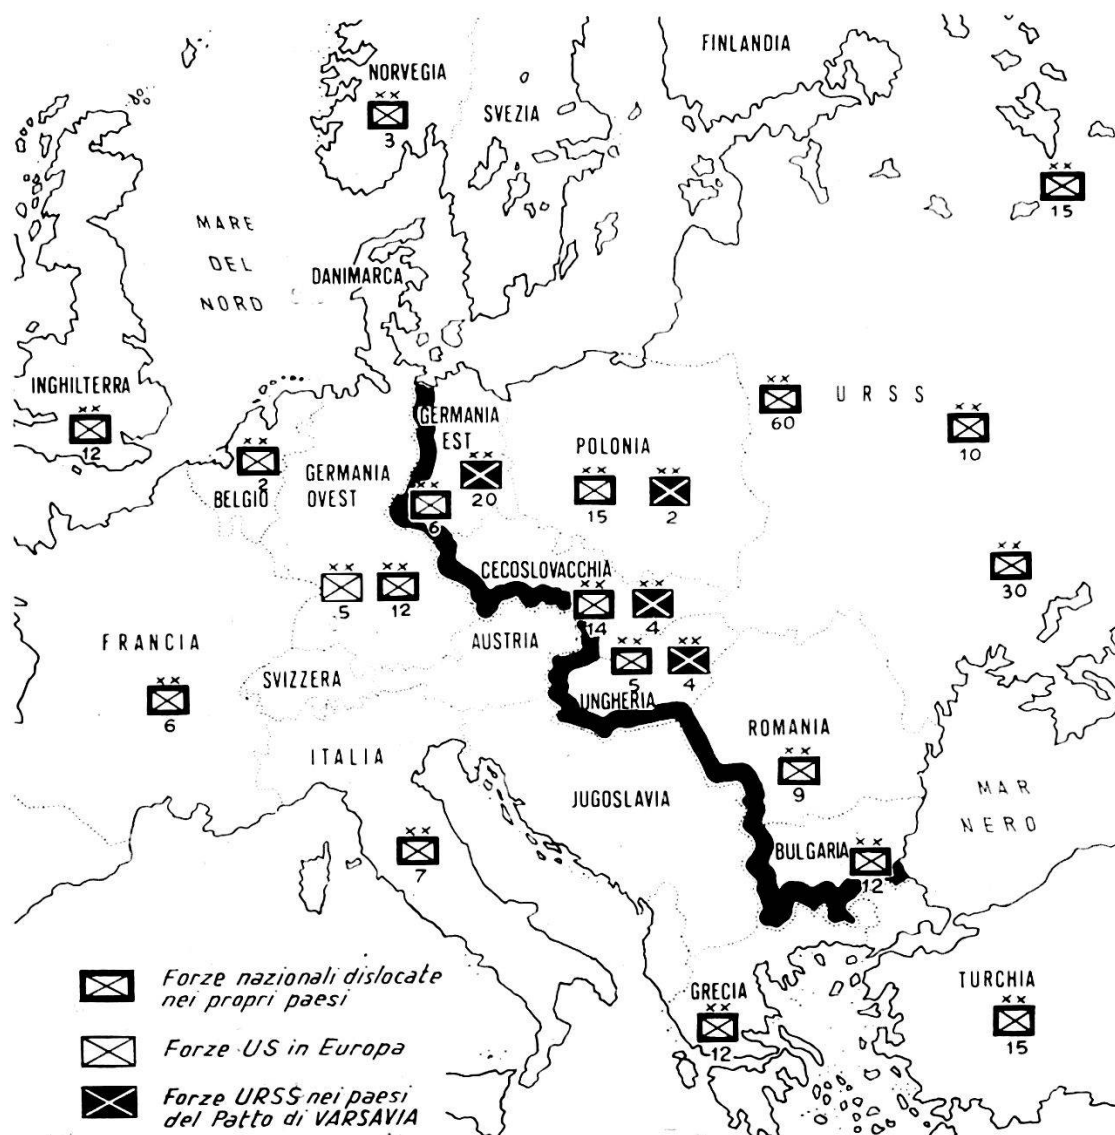 FINLANDIA
NORVEGIA
x x
3
SVEZIA
x x
15
MARE
DEL
NORD
DANIMARCA
INGHILTERRA
x x
12
x x
2
BELGIO
GERMANIA
OVEST
GERMANIA
EST
x x
20
x x
6
POLONIA
x x
15
x x
2
x x
60
URSS
x x
10
x x
30
x x
5
x x
12
CECOSLOVACCHIA
x x
14
x x
4
FRANCIA
x x
6
SVIZZERA
AUSTRIA
x x
5
x x
4
UNGHERIA
ITALIA
x x
7
JUGOSLAVIA
ROMANIA
x x
9
MAR
NERO
BULGARIA
x x
12
GRECIA
x x
12
TURCHIA
x x
15
Forze nazionali dislocate
nei propri paesi
Forze US in Europa
Forze URSS nei paesi
del Patto di VARSAVIA